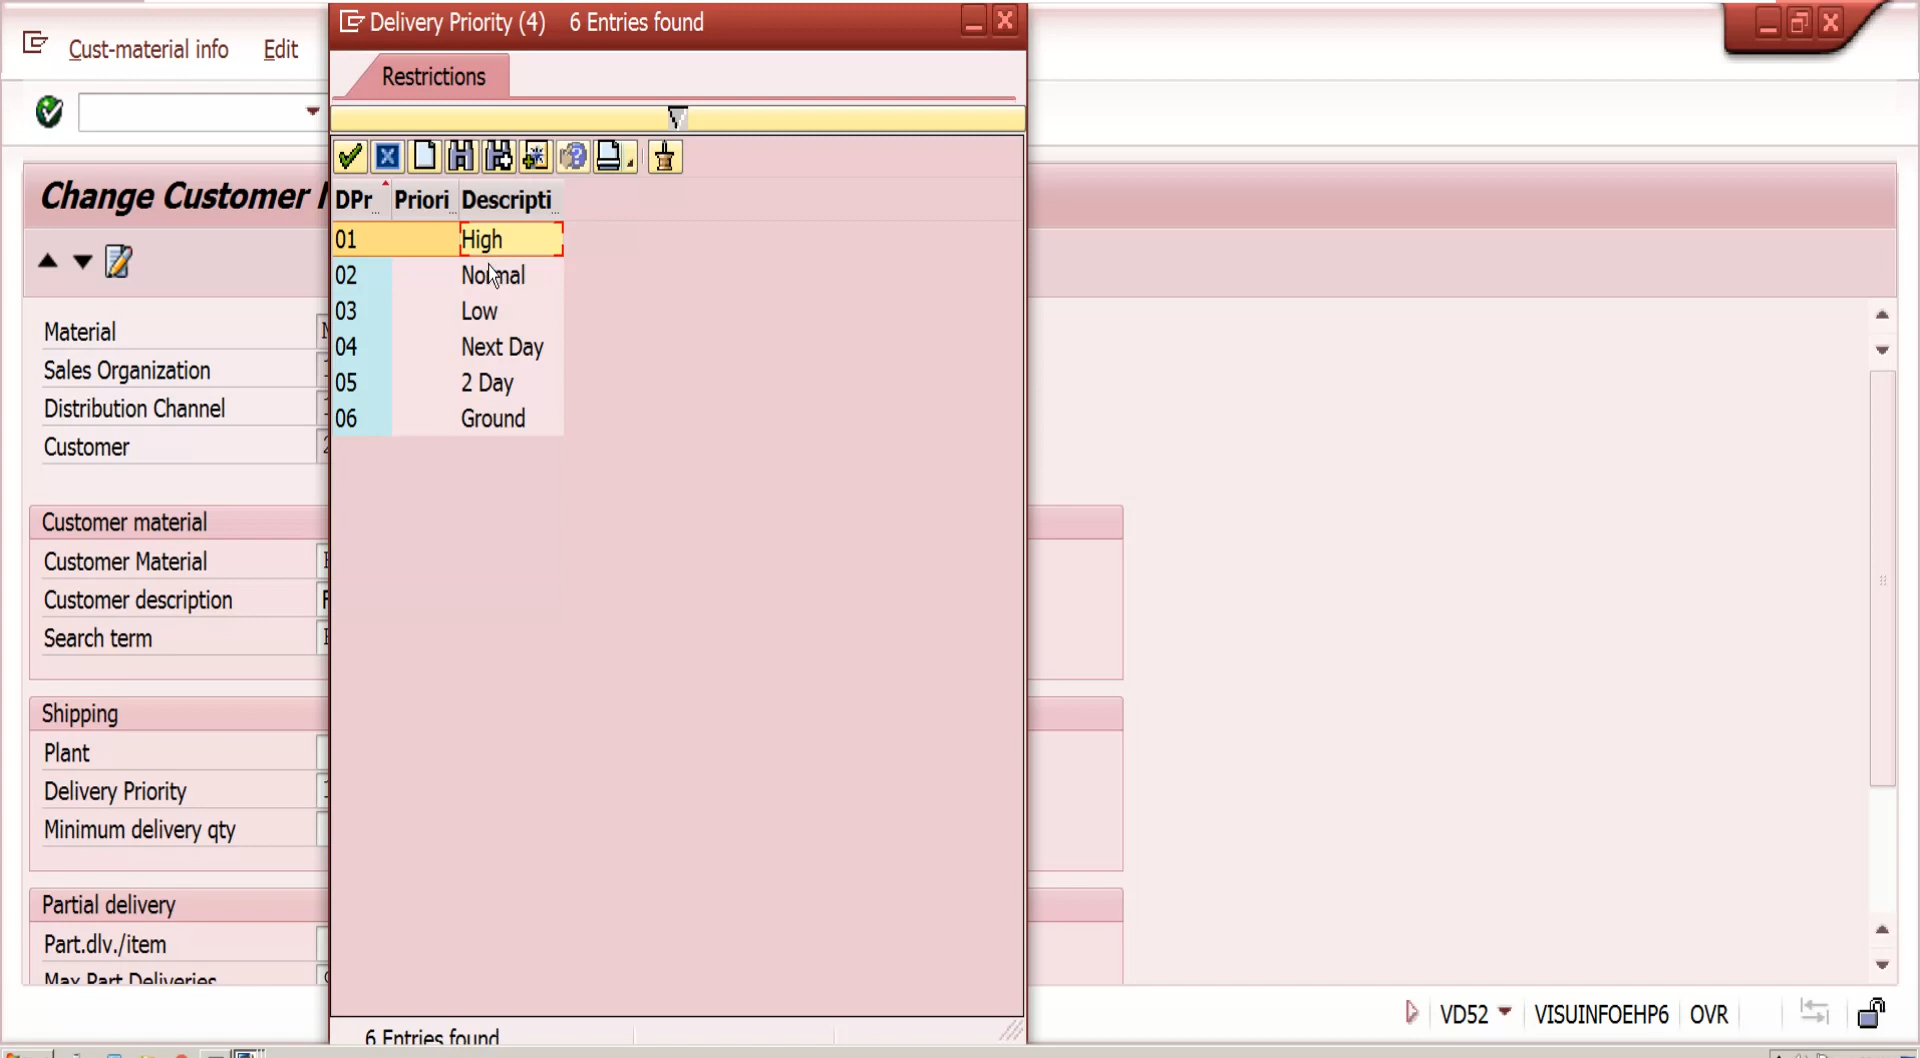 Delivery Priority (4) 6 Entries found
Cust-material info Edit
Restrictions
Change Customer
DPr Priori Descripti
01 High
02 Normal
03 Low
04 Next Day
05 2 Day
06 Ground
Material
Sales Organization
Distribution Channel
Customer
Customer material
Customer Material
Customer description
Search term
Shipping
Plant
Delivery Priority
Minimum delivery qty
Partial delivery
Part.dlv./item
Max Part Deliveries
6 Entries found
VD52 VISUINFOEHP6 OVR